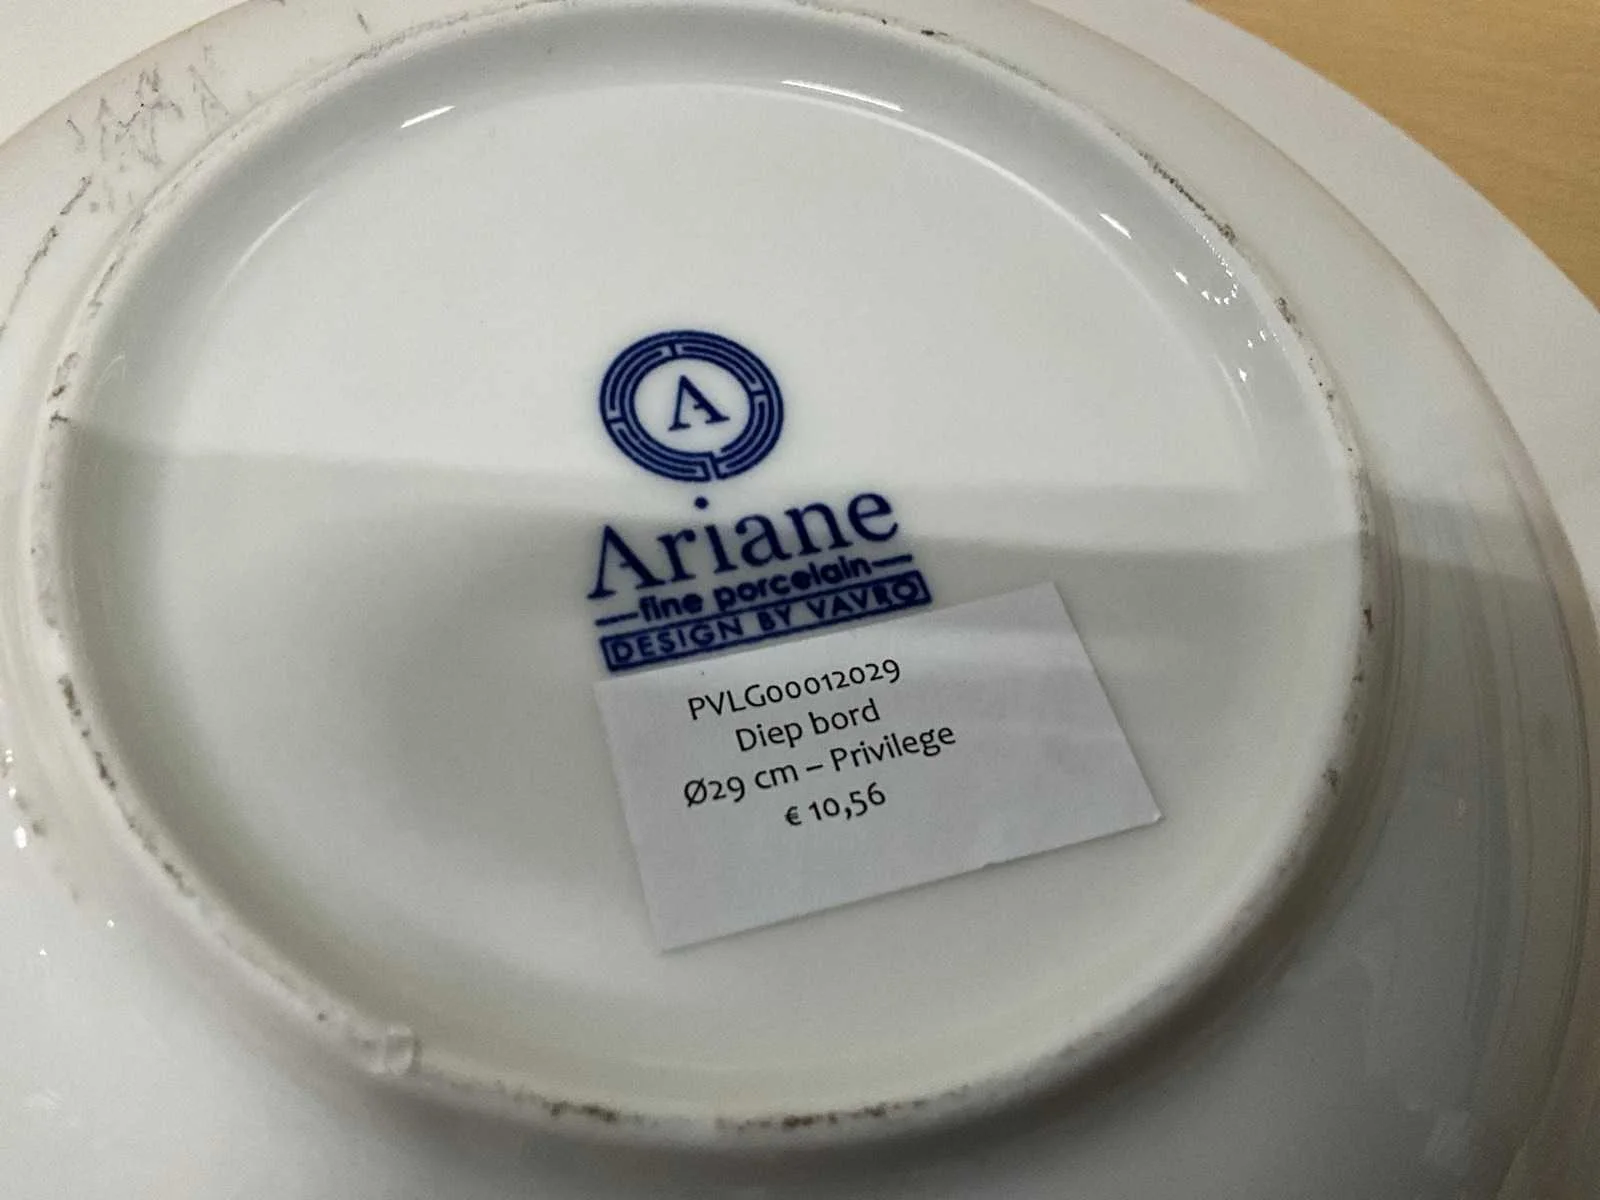 A
Ariane
fine porcelain
DESIGN BY VAVRO
PVLG00012029
Diep bord
Ø29 cm – Privilege
€ 10,56